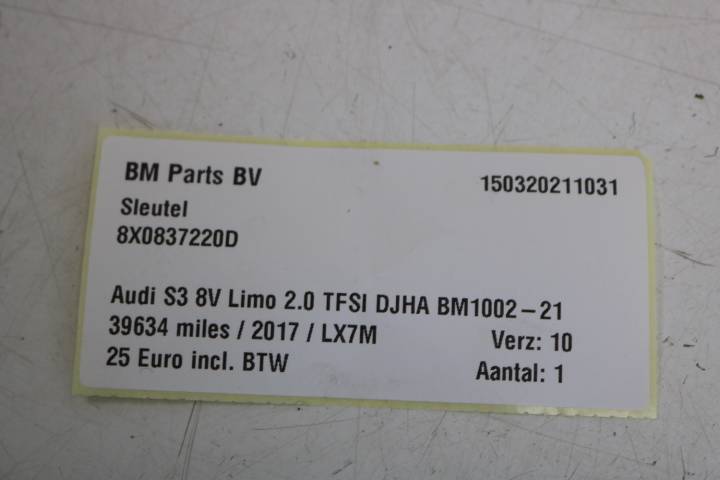 BM Parts BV 150320211031
Sleutel
8X0837220D
Audi S3 8V Limo 2.0 TFSI DJHA BM1002-21
39634 miles / 2017 / LX7M Verz: 10
25 Euro incl. BTW Aantal: 1